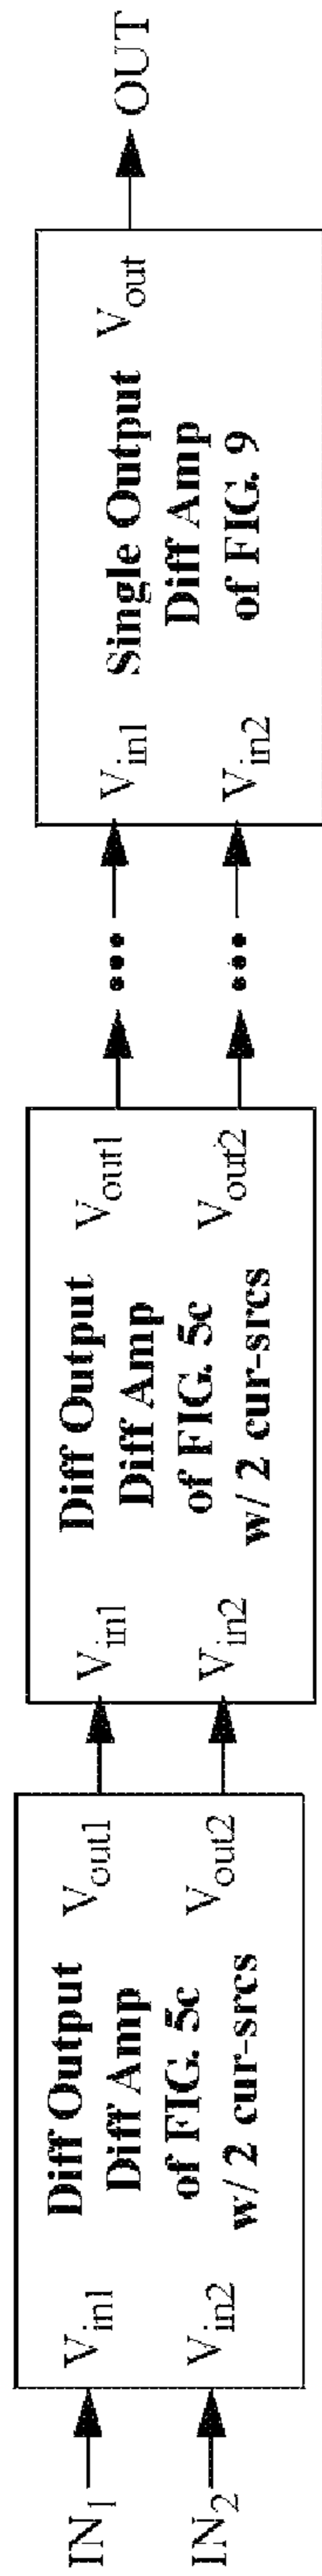 IN1
IN2
Vin1
Vin2
Diff Output
Diff Amp
of FIG. 5c
w/ 2 cur-srcs
Vout1
Vout2
Vin1
Vin2
Diff Output
Diff Amp
of FIG. 5c
w/ 2 cur-srcs
Vout1
Vout2
...
...
Vin1
Vin2
Single Output
Diff Amp
of FIG. 9
Vout
OUT